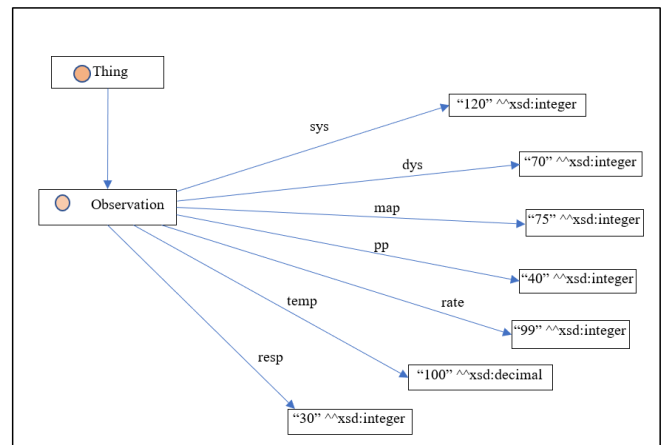 Thing
“120” ^^xsd:integer
sys
dys
“70” ^^xsd:integer
Observation
map
“75” ^^xsd:integer
pp
“40” ^^xsd:integer
temp
rate
“99” ^^xsd:integer
resp
“100” ^^xsd:decimal
“30” ^^xsd:integer